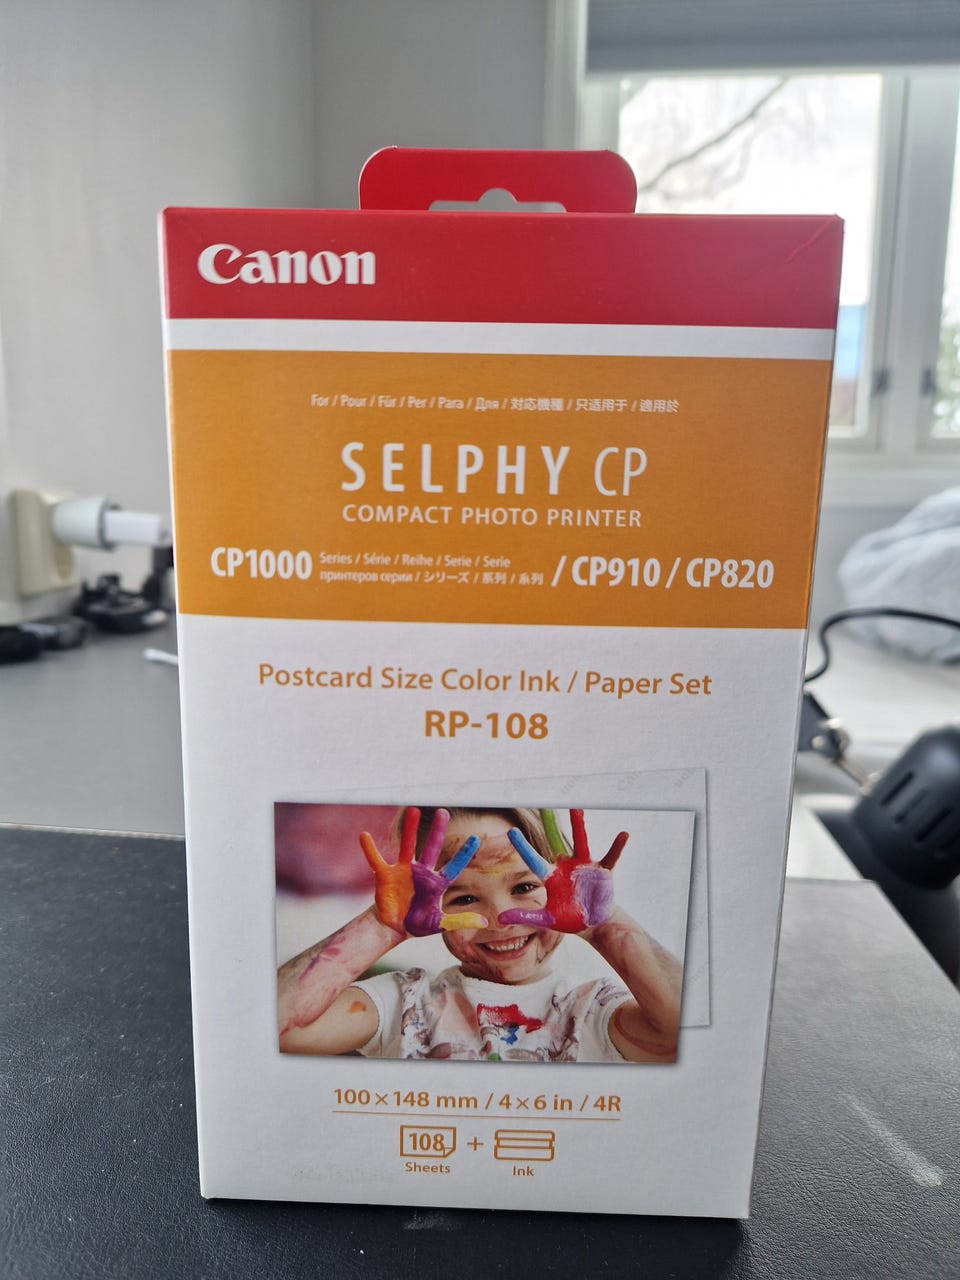 Canon
For / Pour / Für / Per / Para / Для / 対応機種 / 只适用于 / 適用於
SELPHY CP
COMPACT PHOTO PRINTER
CP1000 Series / Série / Reihe / Serie / Serie
принтеров серии / シリーズ / 系列 / 系列 / CP910 / CP820
Postcard Size Color Ink / Paper Set
RP-108
100 x 148 mm / 4 x 6 in / 4R
108 +
Sheets Ink